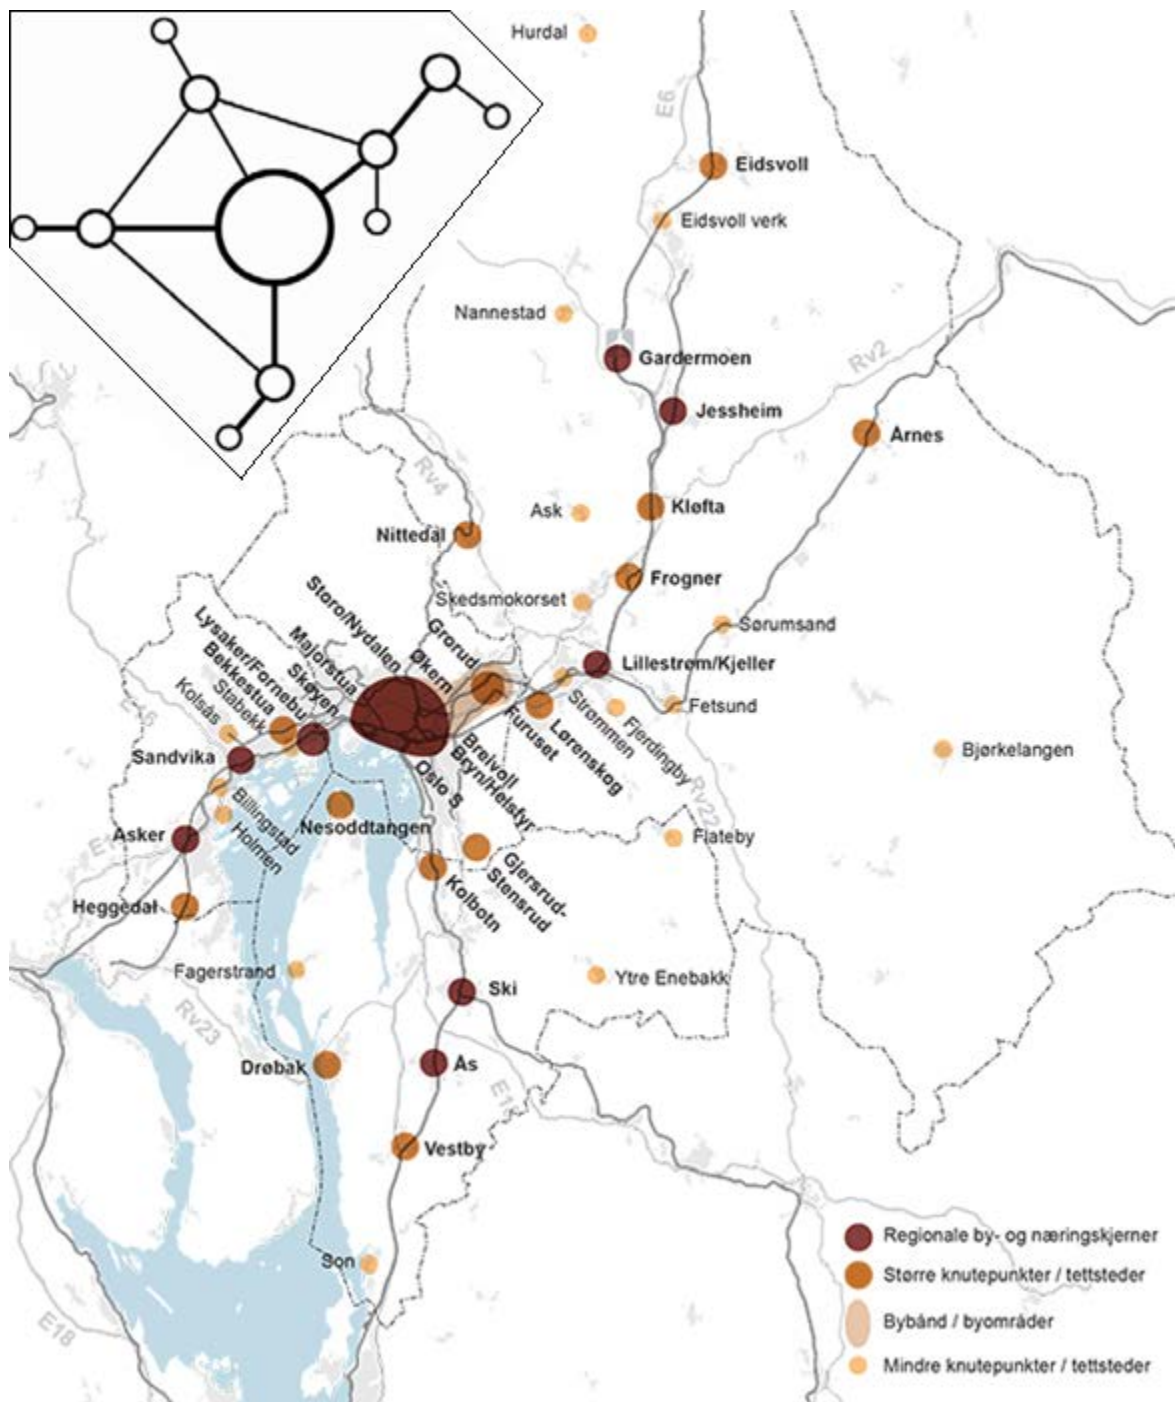 Hurdal
E6
Eidsvoll
Eidsvoll verk
Nannestad
Gardermoen
Rv2
Jessheim
Årnes
Rv4
Ask
Kløfta
Nittedal
Frogner
Skedsmokorset
Sørumsand
Storo/Nydalen
Grorud
Lysaker/Fornebu
Majorstua
Økern
Lillestrøm/Kjeller
Bekkestua
Skøyen
Kolsås
Stabekk
Strømmen
Fetsund
Furuset
Fjerdingby
Lørenskog
Sandvika
Breivoll
Bryn/Helsfyr
Oslo S
Bjørkelangen
Rv22
Billingstad
Holmen
Nesoddtangen
Asker
Flateby
Gjersrud-
Stensrud
Kolbotn
Heggedal
Fagerstrand
Ski
Ytre Enebakk
Rv23
Drøbak
Ås
Vestby
Son
E18
Regionale by- og næringskjerner
Større knutepunkter / tettsteder
Bybånd / byområder
Mindre knutepunkter / tettsteder